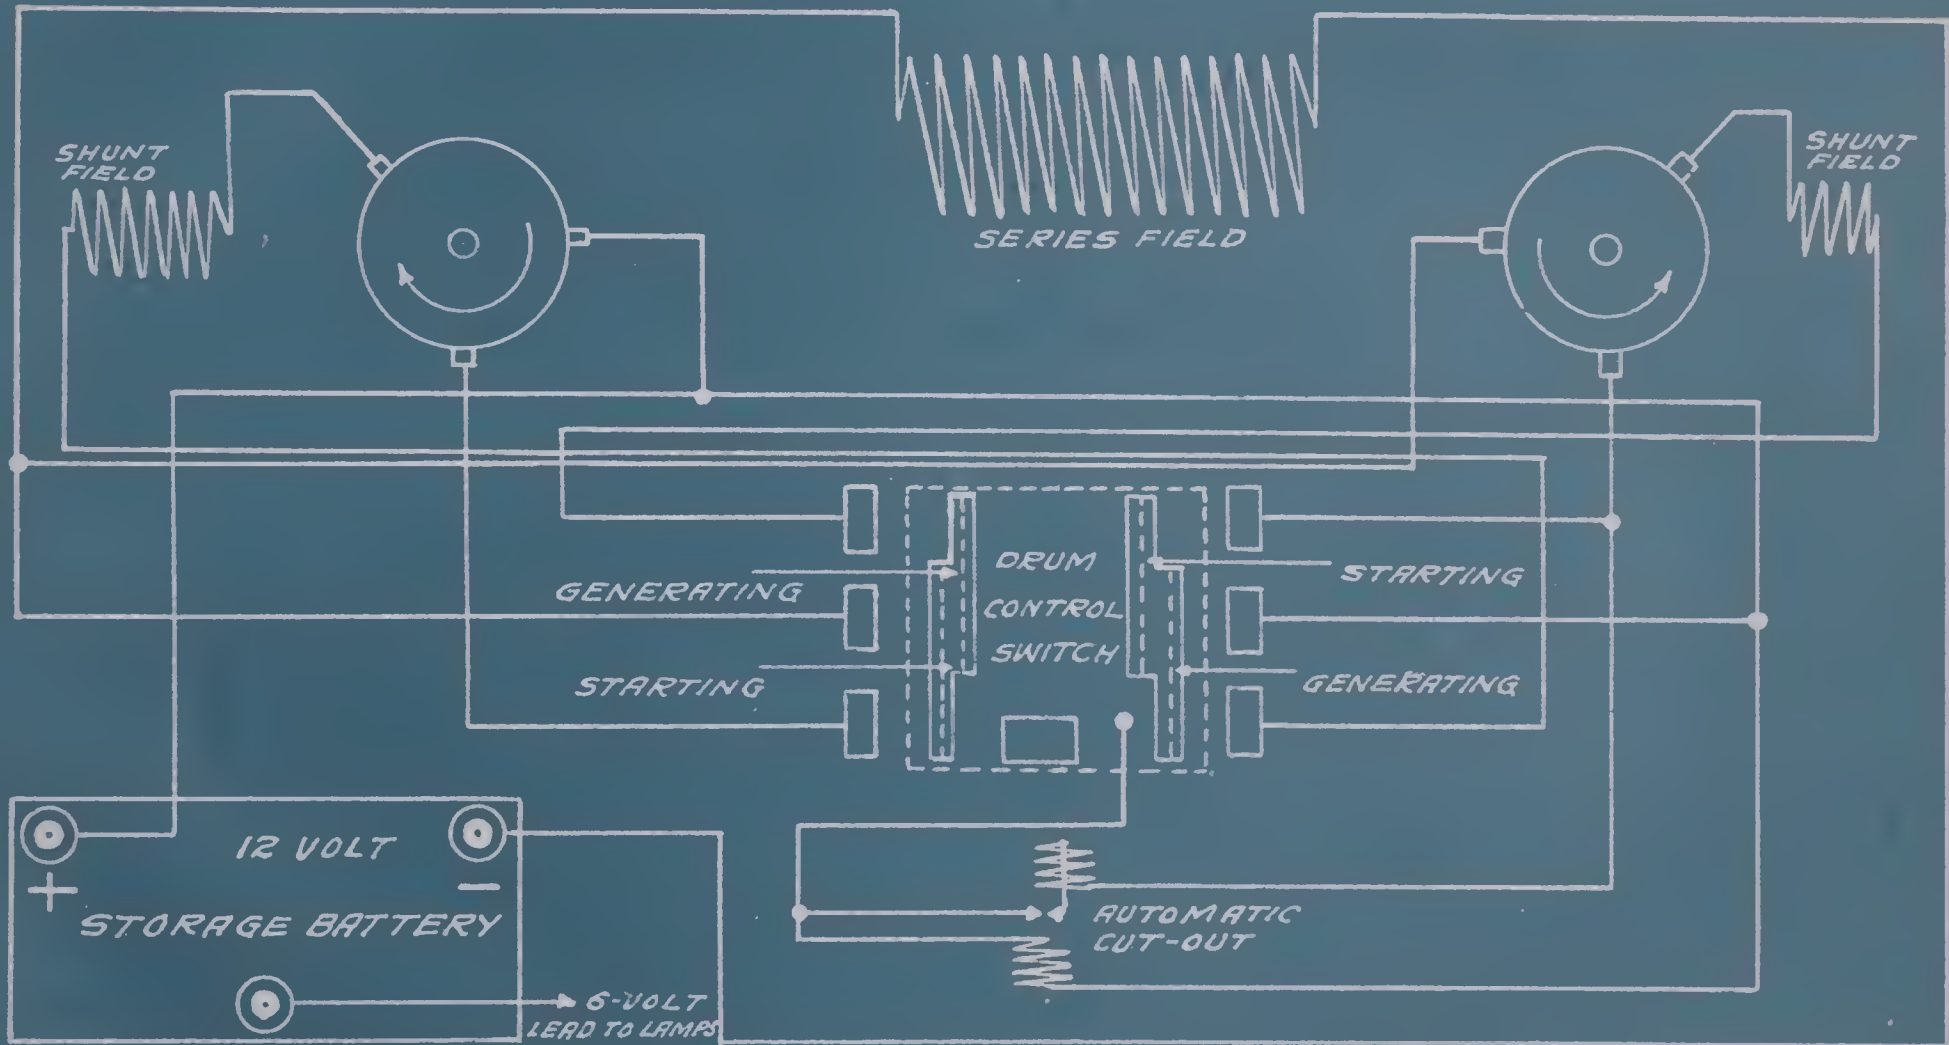 SHUNT
FIELD
SERIES FIELD
SHUNT
FIELD
GENERATING
STARTING
DRUM
CONTROL
SWITCH
STARTING
GENERATING
12 VOLT
+
−
STORAGE BATTERY
6-VOLT
LEAD TO LAMPS
AUTOMATIC
CUT-OUT